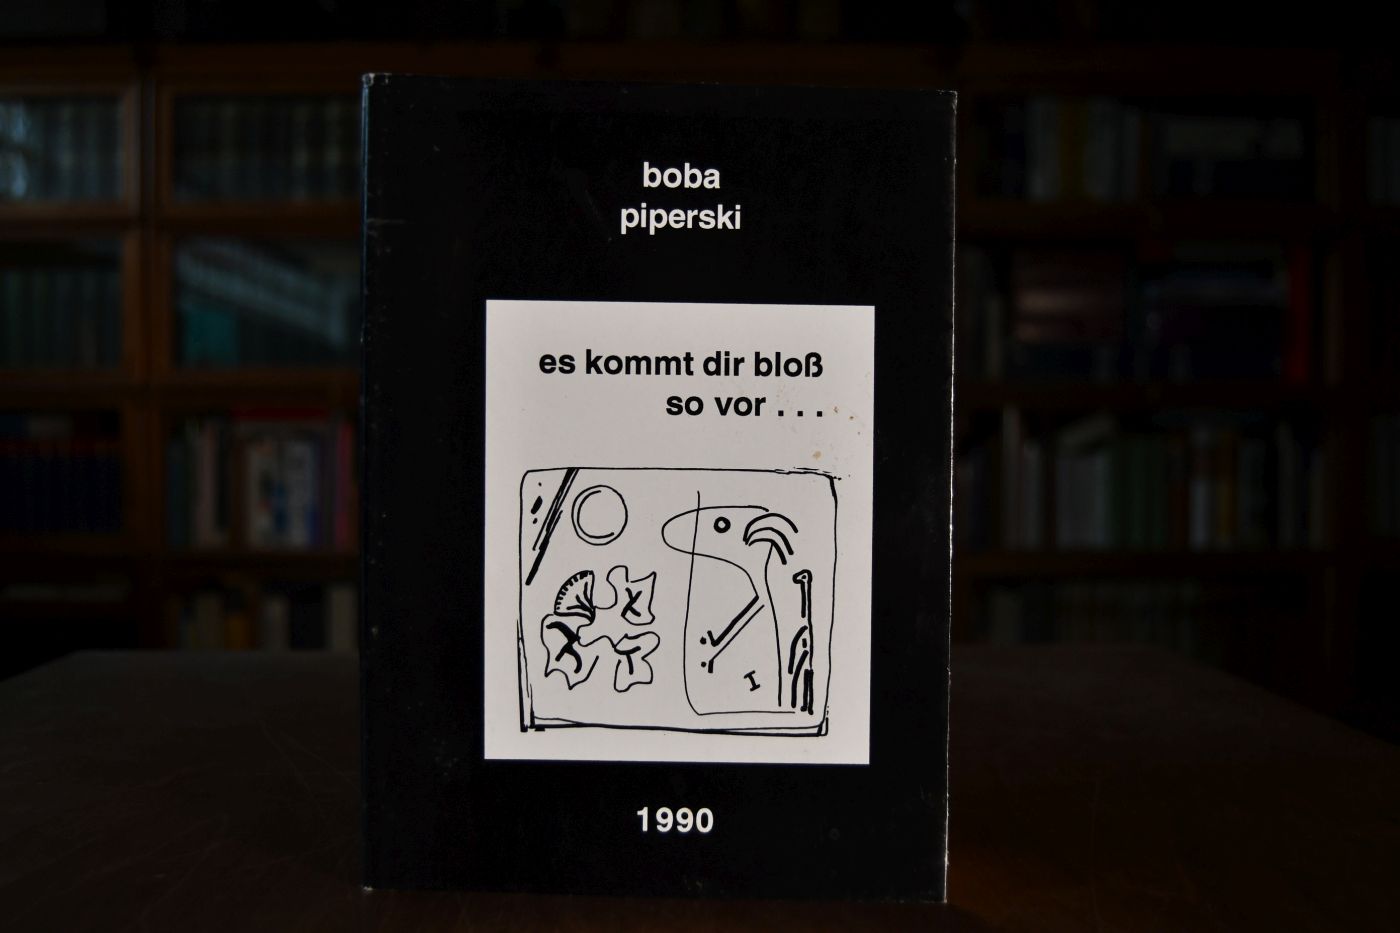 boba
piperski
es kommt dir bloß
so vor . . .
1990